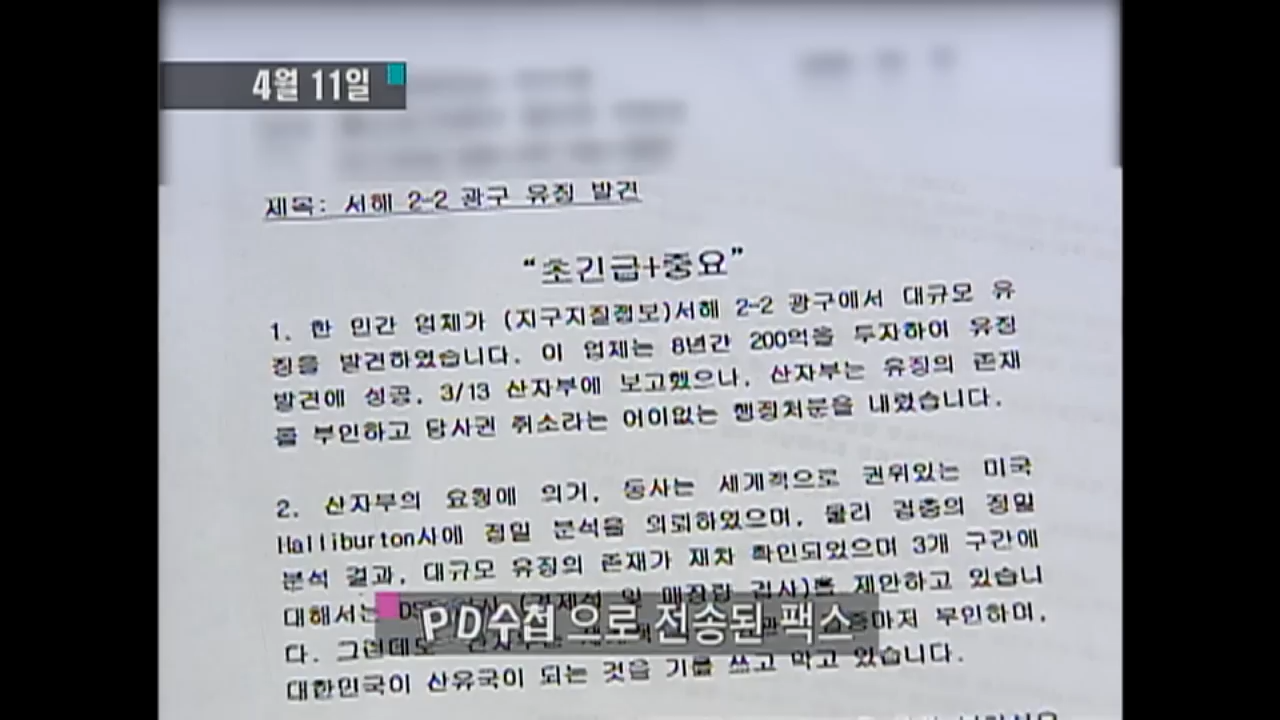 4월 11일
제목: 서해 2-2 광구 유징 발견
“초긴급+중요”
1. 한 민간 업체가 (지구지질정보)서해 2-2 광구에서 대규모 유
징을 발견하였습니다. 이 업체는 8년간 200억을 투자하여 유징
발견에 성공, 3/13 산자부에 보고했으나, 산자부는 유징의 존재
를 부인하고 당사권 취소라는 어이없는 행정처분을 내렸습니다.
2. 산자부의 요청에 의거, 동사는 세계적으로 권위있는 미국
Halliburton사에 정밀 분석을 의뢰하였으며, 물리 검층의 정밀
분석 결과, 대규모 유징의 존재가 재차 확인되었으며 3개 구간에
대해서는 검사)를 제안하고 있습니
다. 그런데도 부인하며,
대한민국이 산유국이 되는 것을 기를 쓰고 막고 있습니다.
PD수첩으로 전송된 팩스